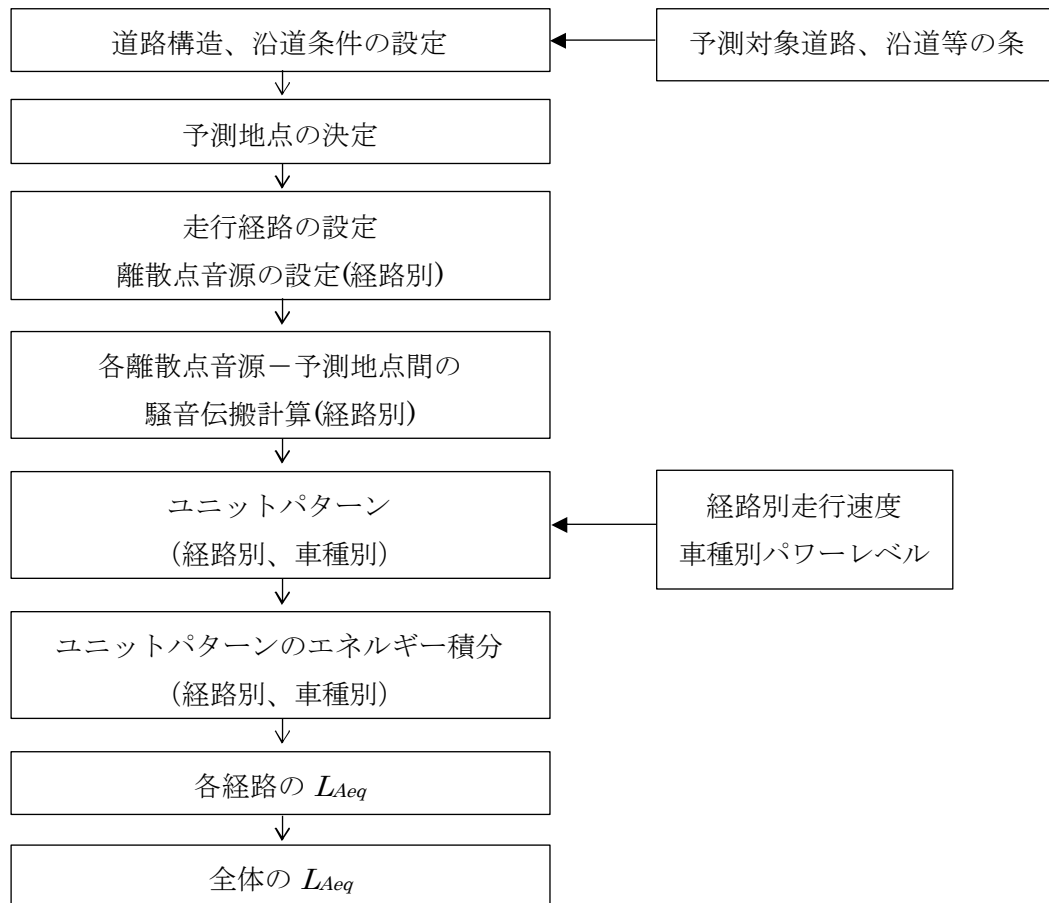 道路構造、沿道条件の設定
予測対象道路、沿道等の条
予測地点の決定
走行経路の設定
離散点音源の設定(経路別)
各離散点音源－予測地点間の
騒音伝搬計算(経路別)
ユニットパターン
（経路別、車種別）
経路別走行速度
車種別パワーレベル
ユニットパターンのエネルギー積分
（経路別、車種別）
各経路の LAeq
全体の LAeq